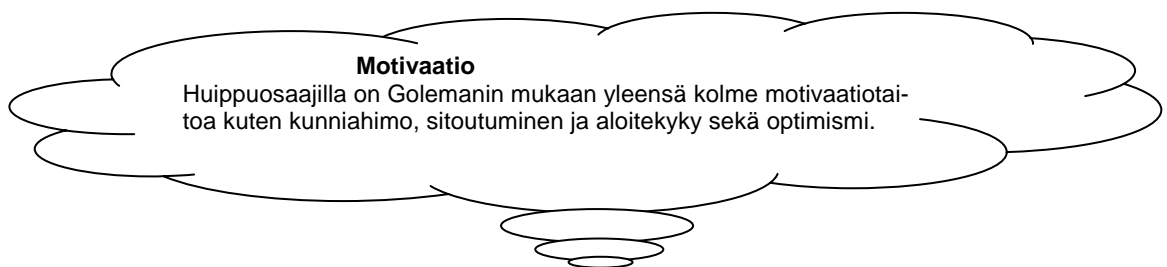 Motivaatio
Huippuosaajilla on Golemanin mukaan yleensä kolme motivaatiotai-
toa kuten kunniahimo, sitoutuminen ja aloitekyky sekä optimismi.